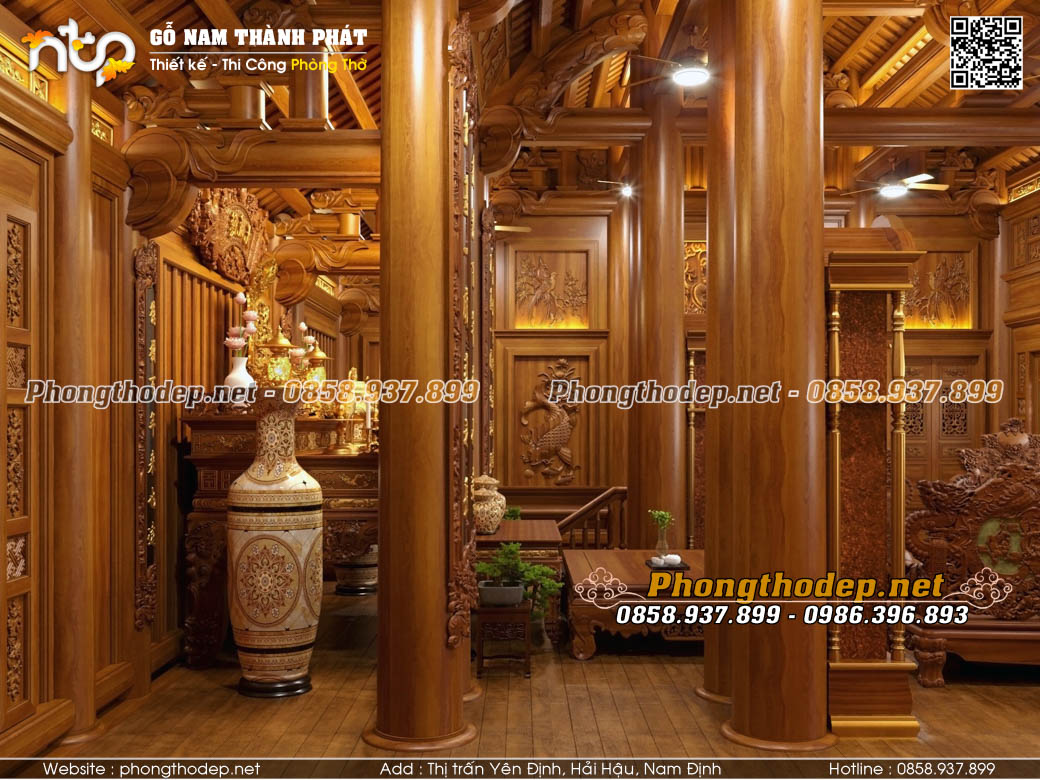 ntp
GỖ NAM THÀNH PHÁT
Thiết kế - Thi Công Phòng Thờ
Phongthodep.net - 0858.937.899
Phongthodep.net - 0858.937.899
Phongthodep.net
0858.937.899 - 0986.396.893
Website : phongthodep.net
Add : Thị trấn Yên Định, Hải Hậu, Nam Định
Hotline : 0858.937.899